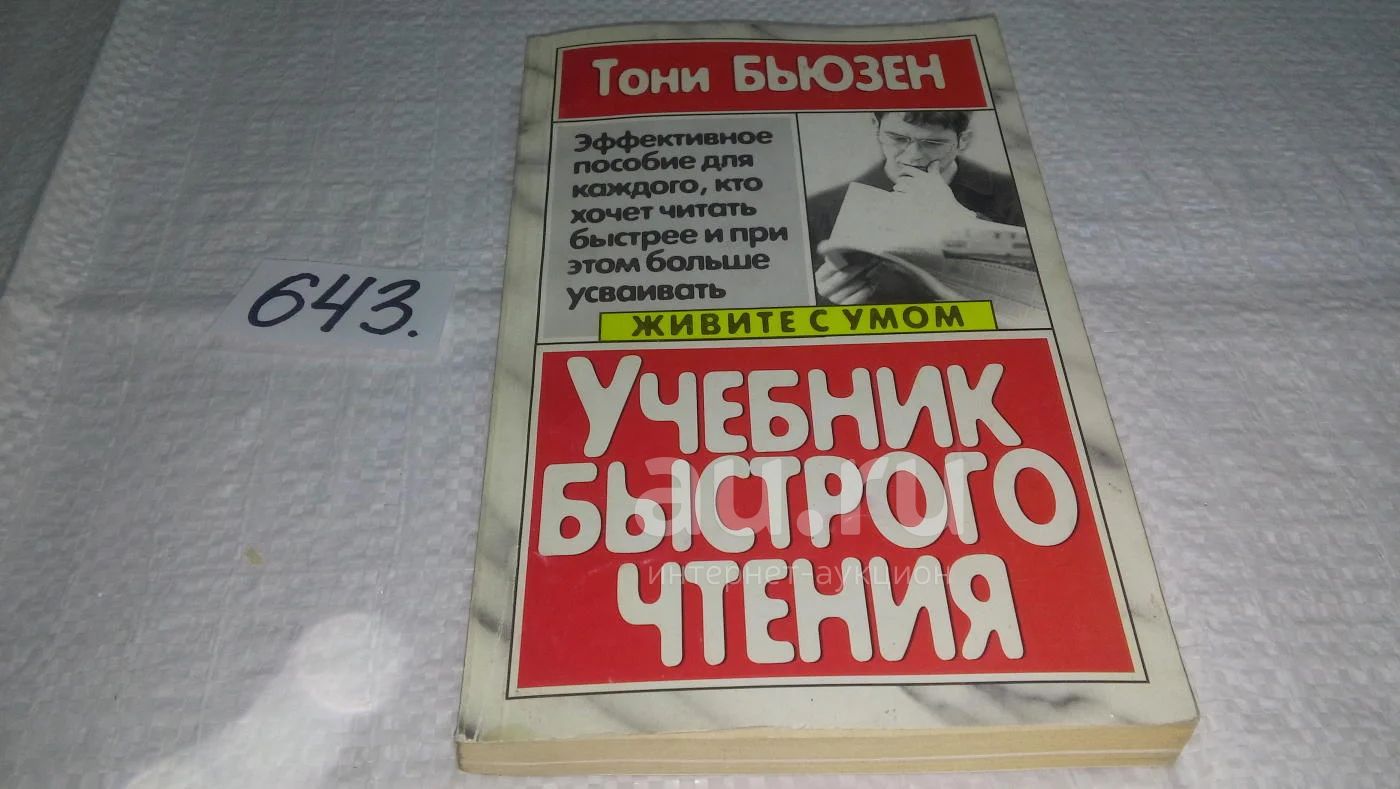 Тони БЬЮЗЕН
Эффективное
пособие для
каждого, кто
хочет читать
быстрее и при
этом больше
усваивать
ЖИВИТЕ С УМОМ
643.
УЧЕБНИК
БЫСТРОГО
ЧТЕНИЯ
au.ru
интернет-аукцион